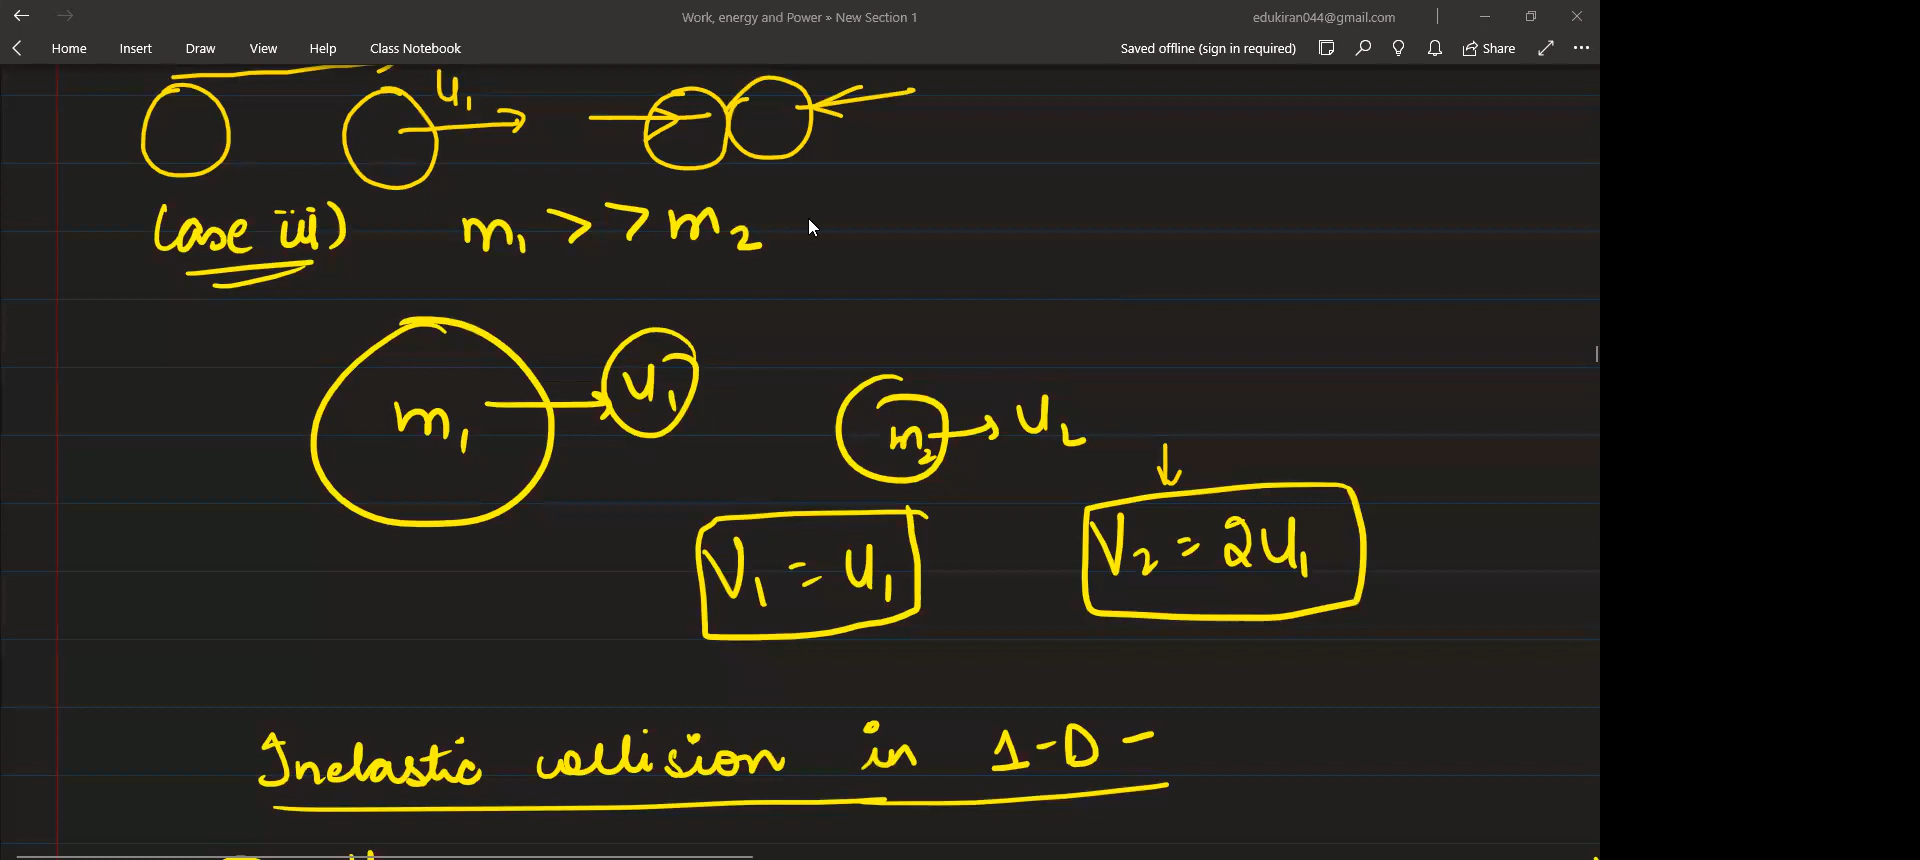 Work, energy and Power » New Section 1
edukiran044@gmail.com
Home Insert Draw View Help Class Notebook
Saved offline (sign in required)
Share
u₁
Case iii) m₁ >> m₂
m₁ u₁
m₂ u₂
V₁ = u₁
V₂ = 2u₁
Inelastic collision in 1-D -